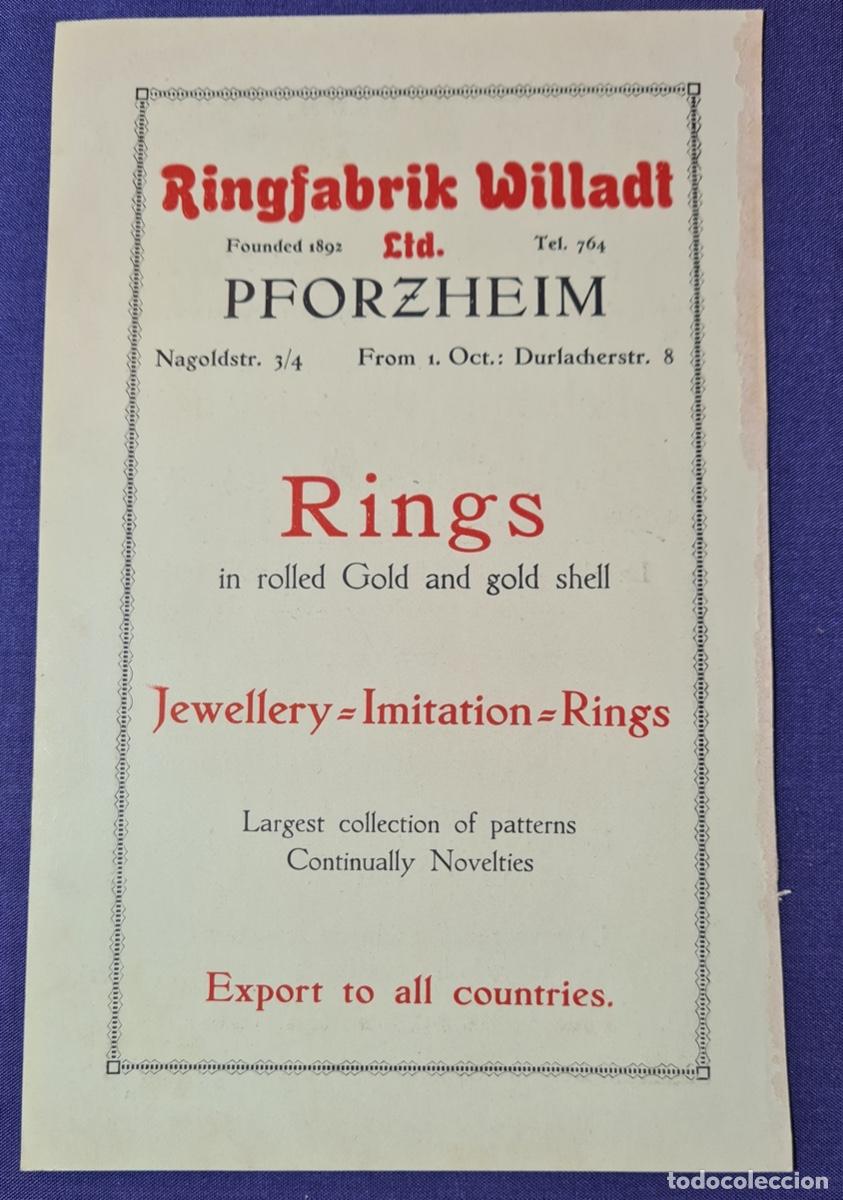 Ringfabrik Willadt
Founded 1892 Ltd. Tel. 764
PFORZHEIM
Nagoldstr. 3/4 From 1. Oct.: Durlacherstr. 8
Rings
in rolled Gold and gold shell
Jewellery=Imitation=Rings
Largest collection of patterns
Continually Novelties
Export to all countries.
todocoleccion